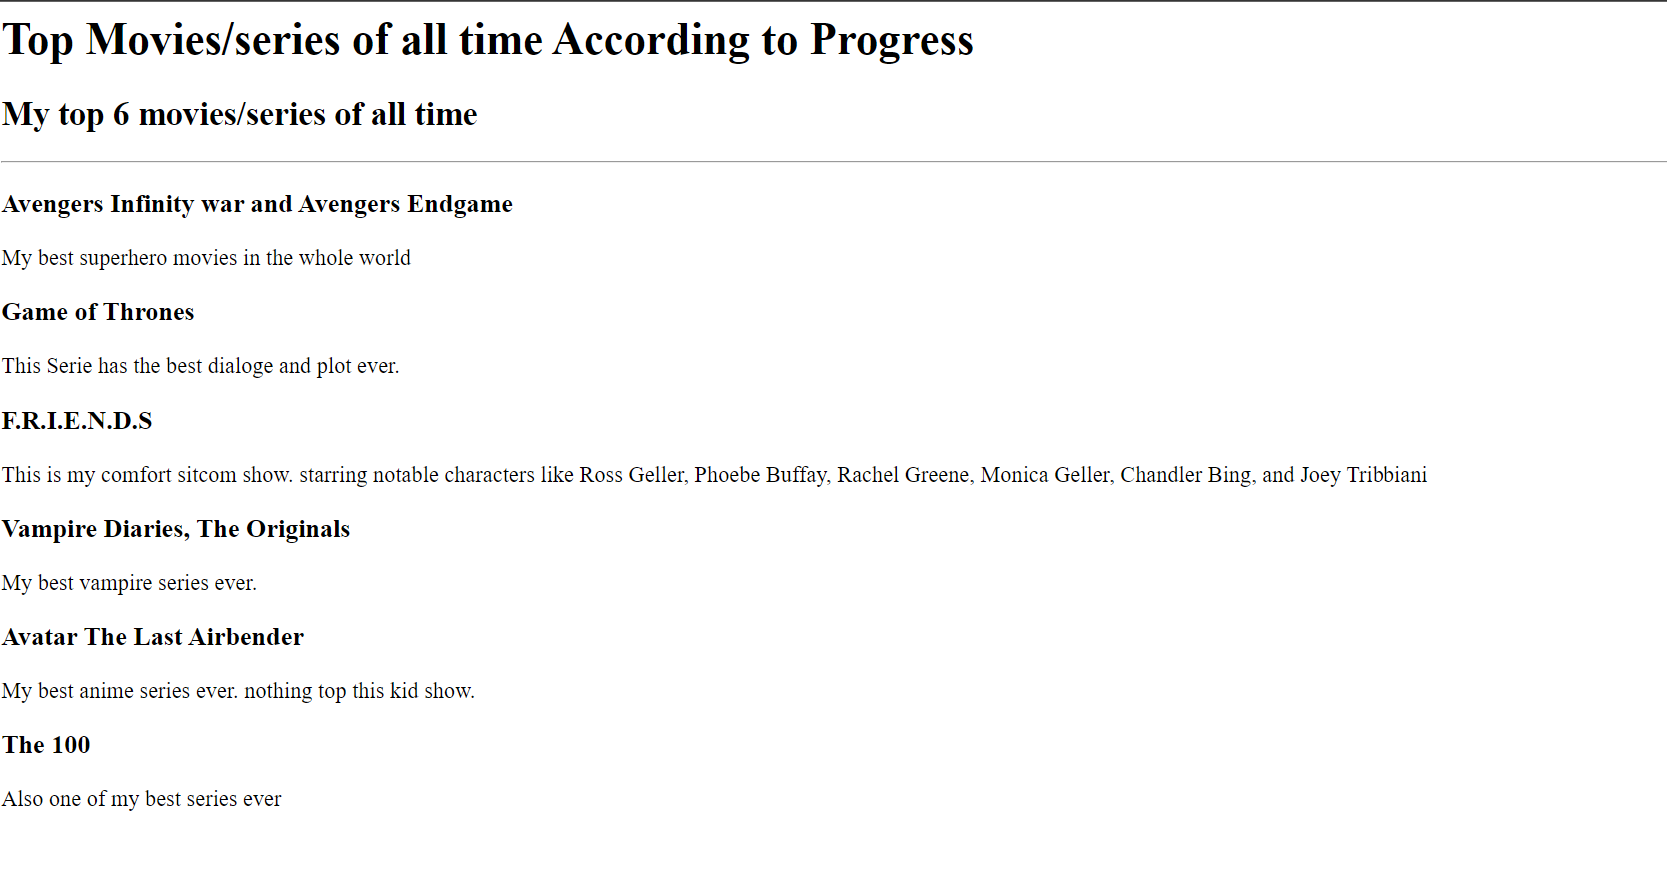 Top Movies/series of all time According to Progress
My top 6 movies/series of all time
Avengers Infinity war and Avengers Endgame
My best superhero movies in the whole world
Game of Thrones
This Serie has the best dialoge and plot ever.
F.R.I.E.N.D.S
This is my comfort sitcom show. starring notable characters like Ross Geller, Phoebe Buffay, Rachel Greene, Monica Geller, Chandler Bing, and Joey Tribbiani
Vampire Diaries, The Originals
My best vampire series ever.
Avatar The Last Airbender
My best anime series ever. nothing top this kid show.
The 100
Also one of my best series ever